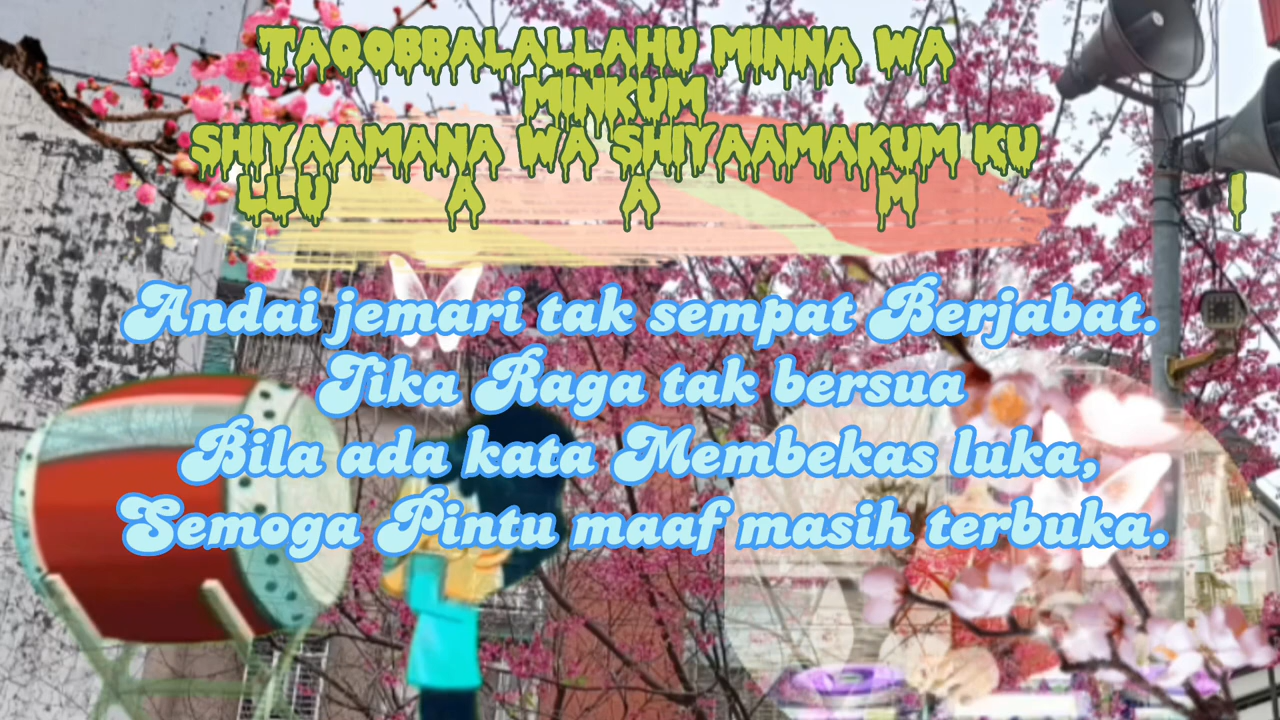 TAQOBBALALLAHU MINNA WA
MINKUM
SHIYAAMANA WA SHIYAAMAKUM KU
LLU A A M I
Andai jemari tak sempat Berjabat.
Jika Raga tak bersua
Bila ada kata Membekas luka,
Semoga Pintu maaf masih terbuka.